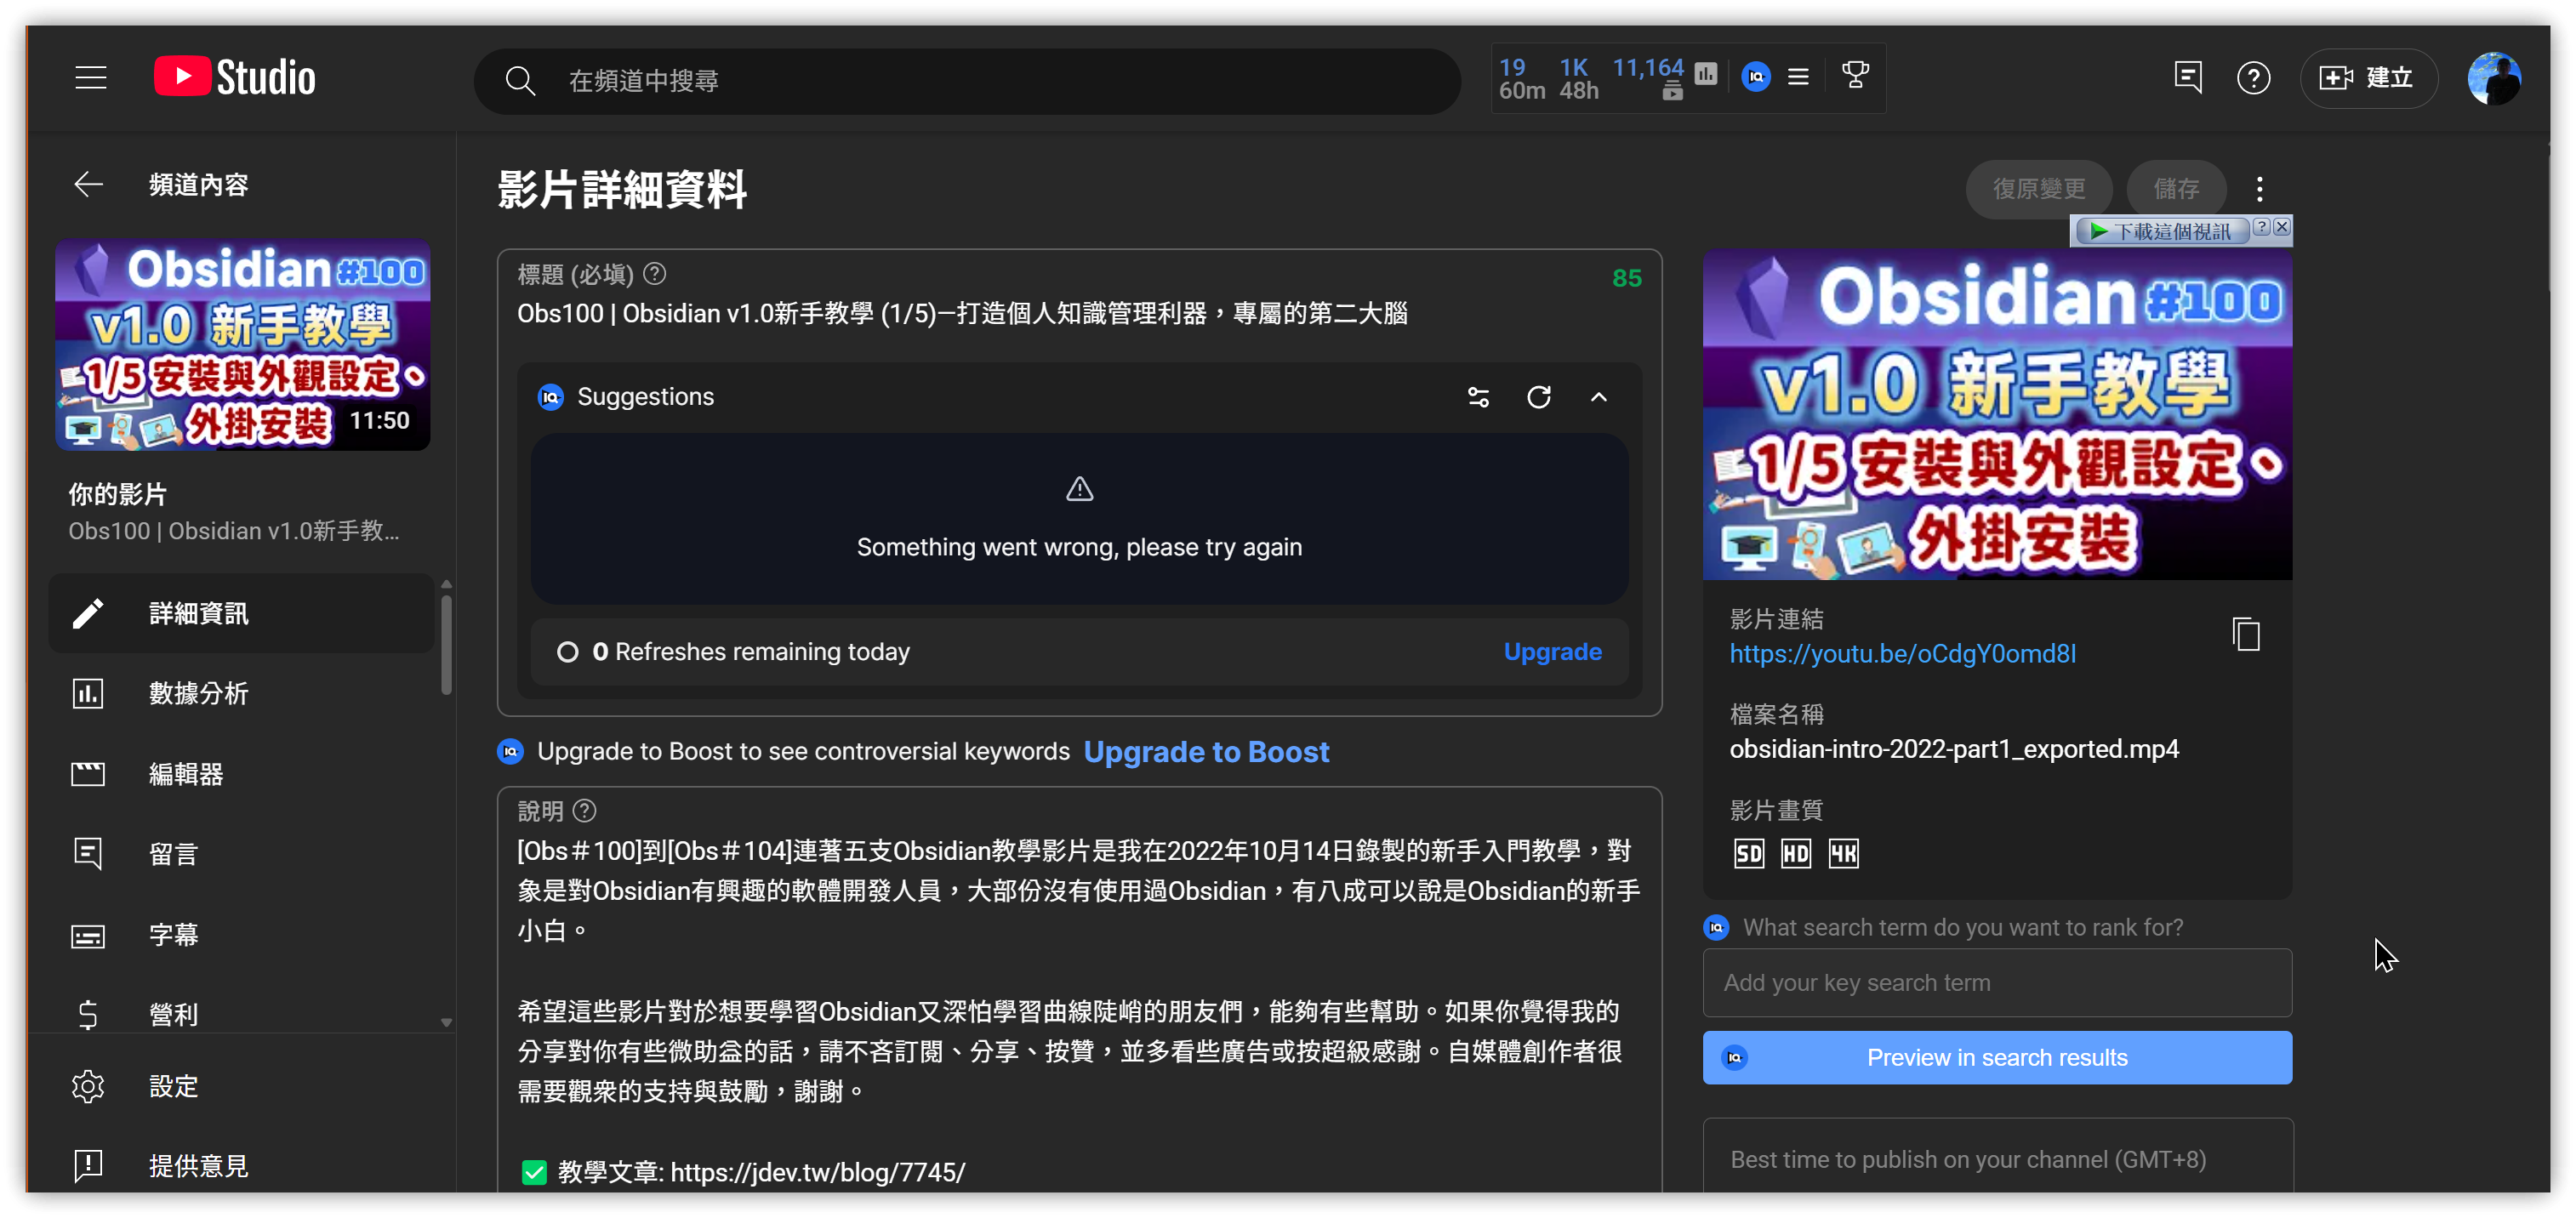 Studio
在頻道中搜尋
19 1K 11,164
60m 48h
建立
頻道內容
Obsidian #100
v1.0 新手教學
1/5 安裝與外觀設定、
外掛安裝
11:50
你的影片
Obs100 | Obsidian v1.0新手教...
詳細資訊
數據分析
編輯器
留言
字幕
營利
設定
提供意見
影片詳細資料
復原變更
儲存
標題 (必填)
85
Obs100 | Obsidian v1.0新手教學 (1/5)—打造個人知識管理利器，專屬的第二大腦
Suggestions
Something went wrong, please try again
0 Refreshes remaining today
Upgrade
Upgrade to Boost to see controversial keywords Upgrade to Boost
說明
[Obs＃100]到[Obs＃104]連著五支Obsidian教學影片是我在2022年10月14日錄製的新手入門教學，對
象是對Obsidian有興趣的軟體開發人員，大部份沒有使用過Obsidian，有八成可以說是Obsidian的新手
小白。
希望這些影片對於想要學習Obsidian又深怕學習曲線陡峭的朋友們，能夠有些幫助。如果你覺得我的
分享對你有些微助益的話，請不吝訂閱、分享、按贊，並多看些廣告或按超級感謝。自媒體創作者很
需要觀衆的支持與鼓勵，謝謝。
✅ 教學文章: https://jdev.tw/blog/7745/
下載這個視訊
Obsidian #100
v1.0 新手教學
1/5 安裝與外觀設定、
外掛安裝
影片連結
https://youtu.be/oCdgY0omd8I
檔案名稱
obsidian-intro-2022-part1_exported.mp4
影片畫質
SD HD 4K
What search term do you want to rank for?
Add your key search term
Preview in search results
Best time to publish on your channel (GMT+8)